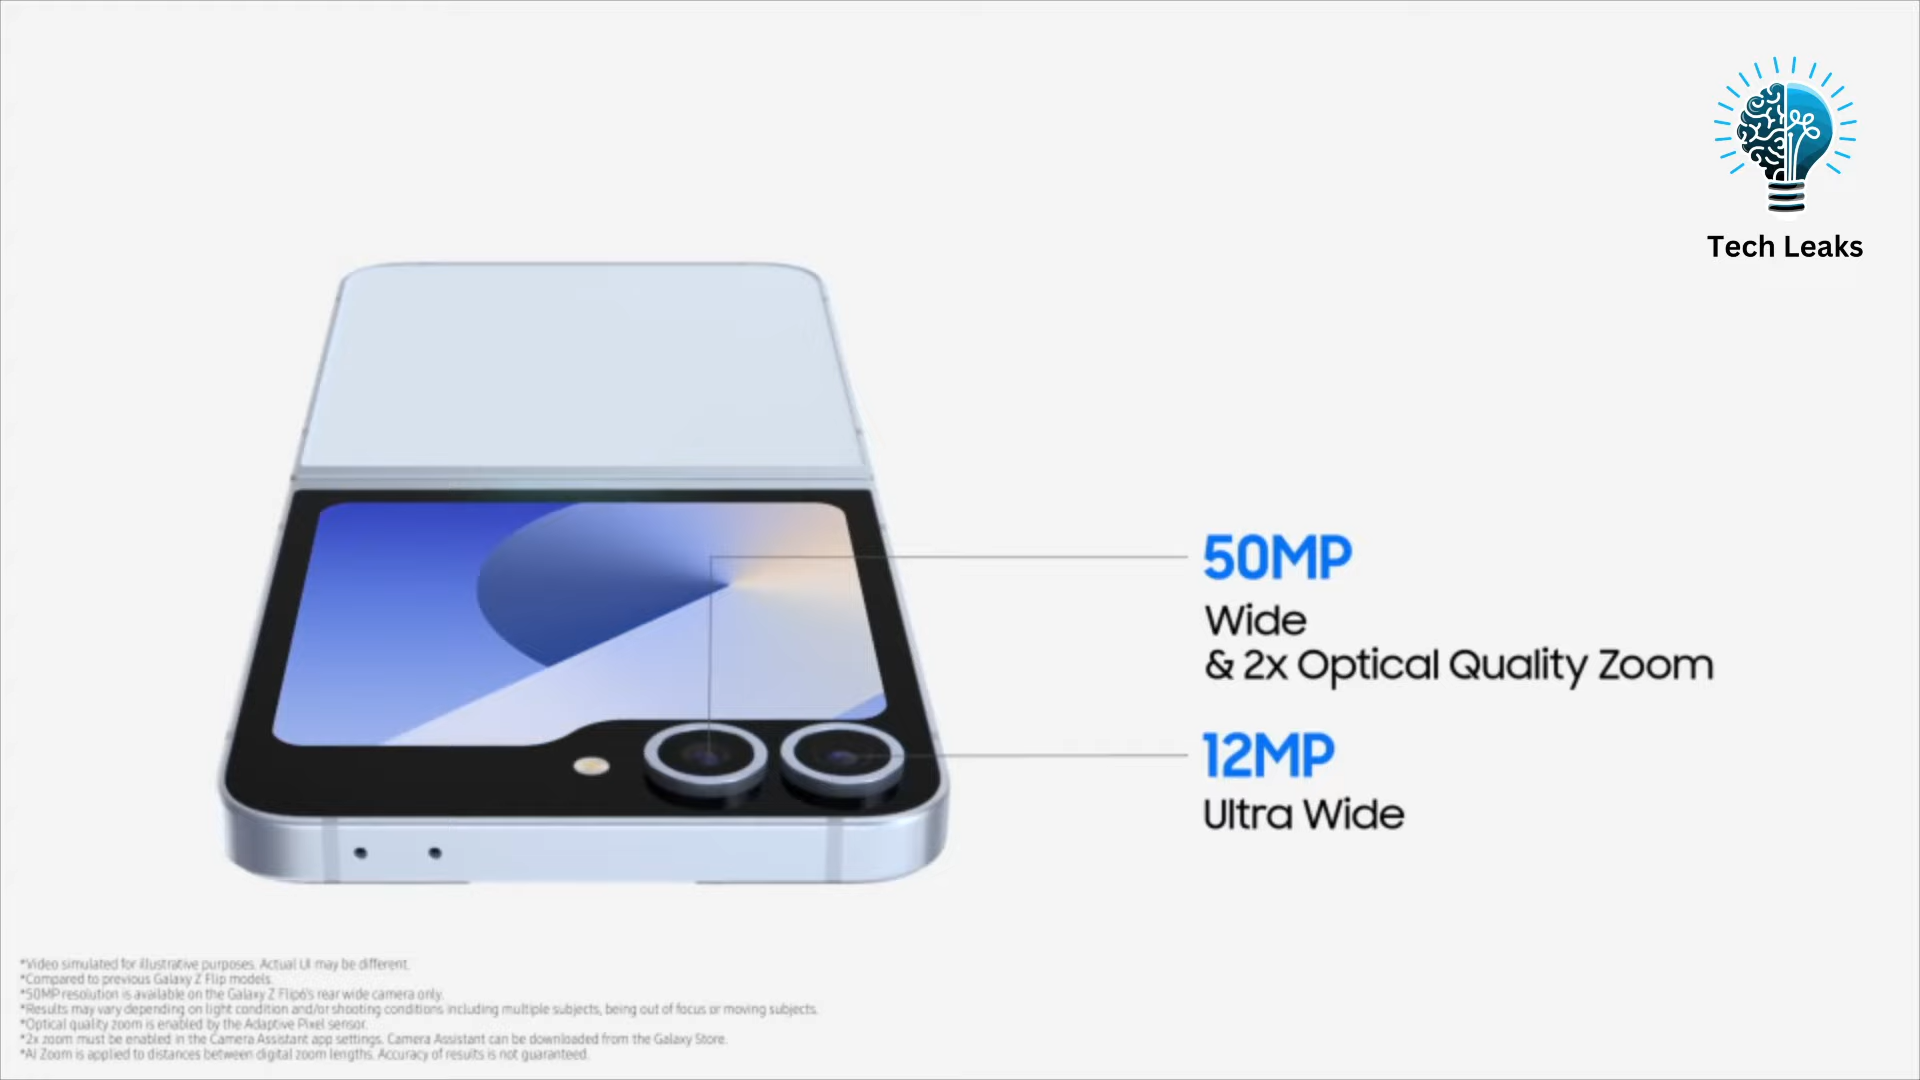 Tech Leaks
50MP
Wide
& 2x Optical Quality Zoom
12MP
Ultra Wide
*Video simulated for illustrative purposes. Actual UI may be different.
*Compared to previous Galaxy Z Flip models.
*50MP resolution is available on the Galaxy Z Flip6's rear wide camera only.
*Results may vary depending on light condition and/or shooting conditions including multiple subjects, being out of focus or moving subjects.
*Optical quality zoom is enabled by the Adaptive Pixel sensor.
*2x zoom must be enabled in the Camera Assistant app settings. Camera Assistant can be downloaded from the Galaxy Store.
*AI Zoom is applied to distances between digital zoom lengths. Accuracy of results is not guaranteed.